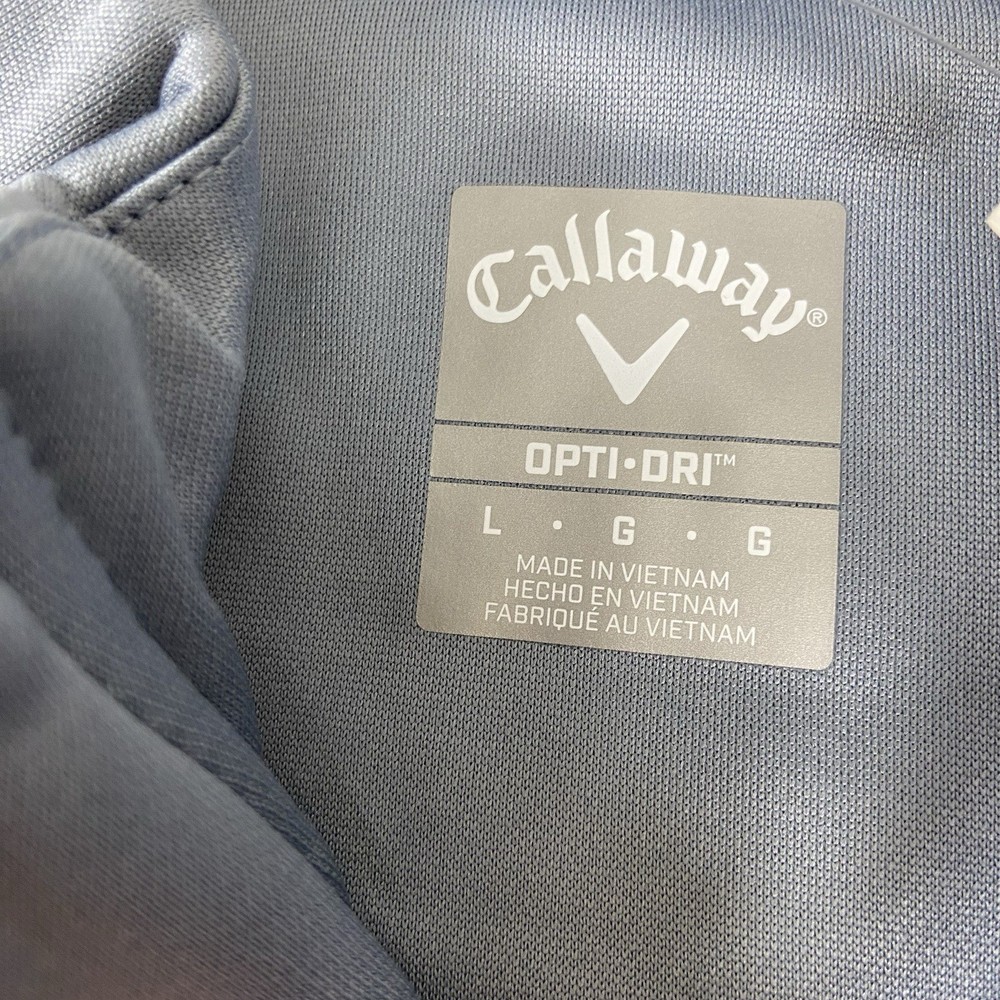 Callaway®
OPTI•DRI™
L • G • G
MADE IN VIETNAM
HECHO EN VIETNAM
FABRIQUÉ AU VIETNAM